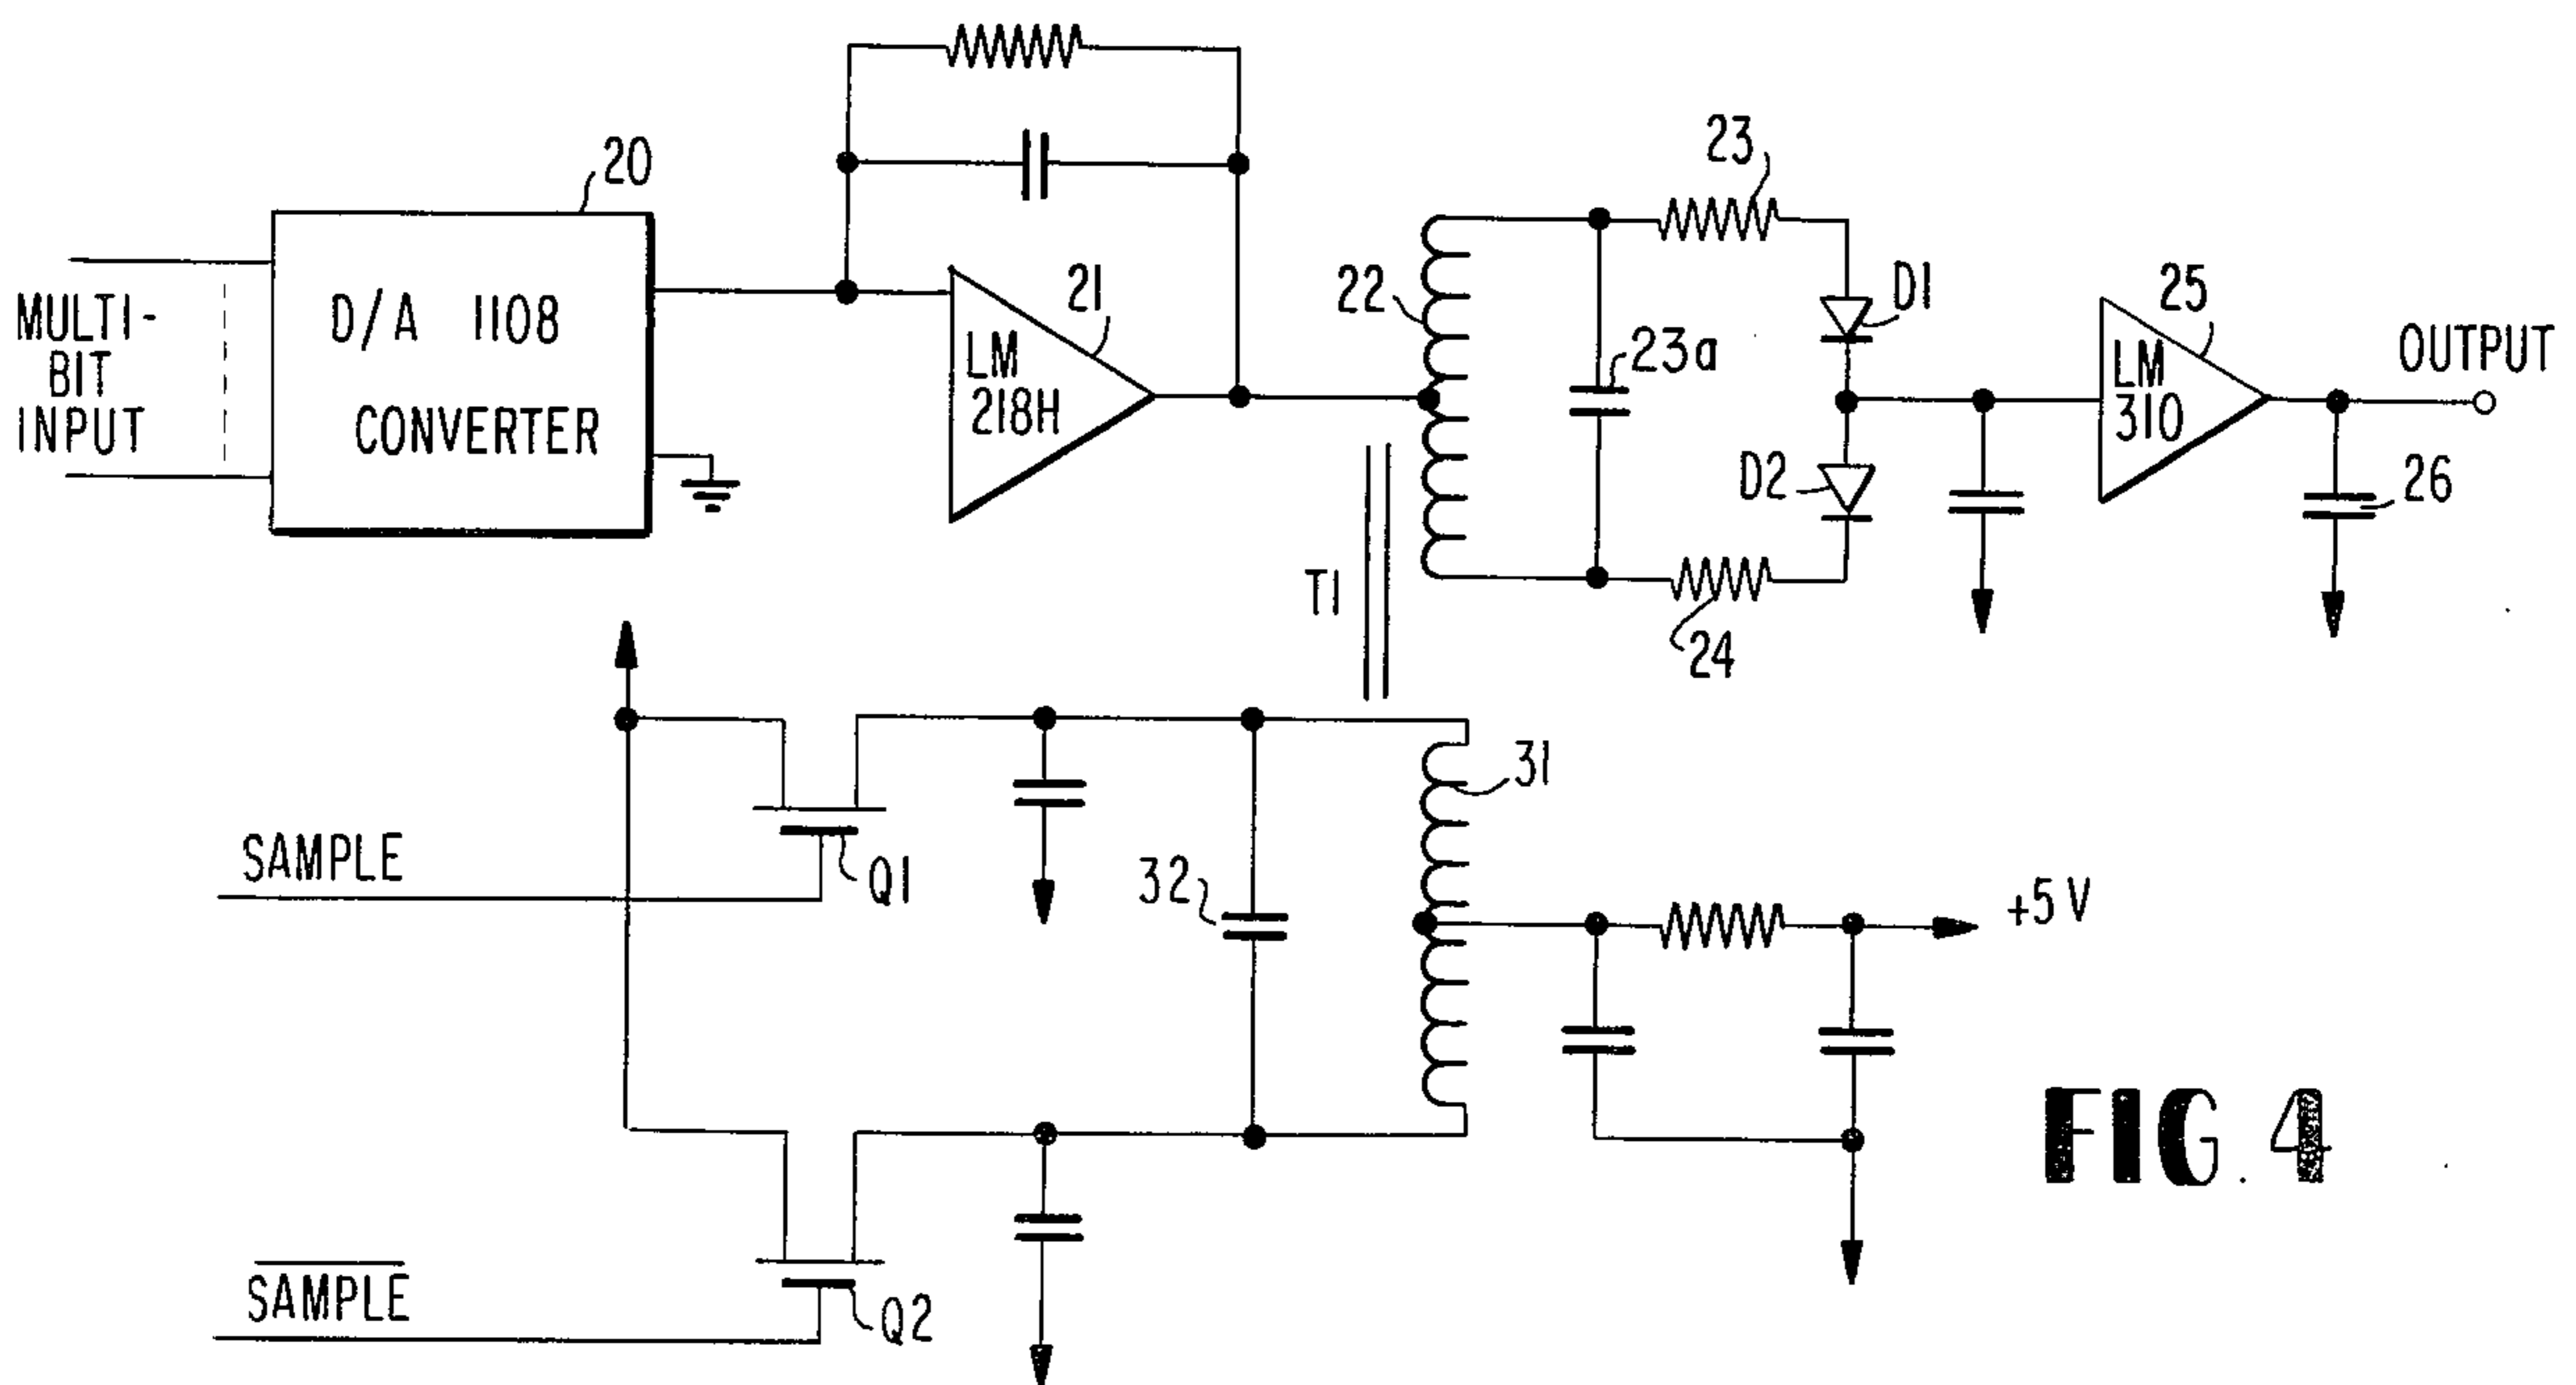 20
D/A 1108
CONVERTER
MULTI-
BIT
INPUT
21
LM
218H
22
23
23a
24
D1
D2
25
LM
310
OUTPUT
26
T1
SAMPLE
Q1
32
31
+5V
SAMPLE
Q2
FIG. 4